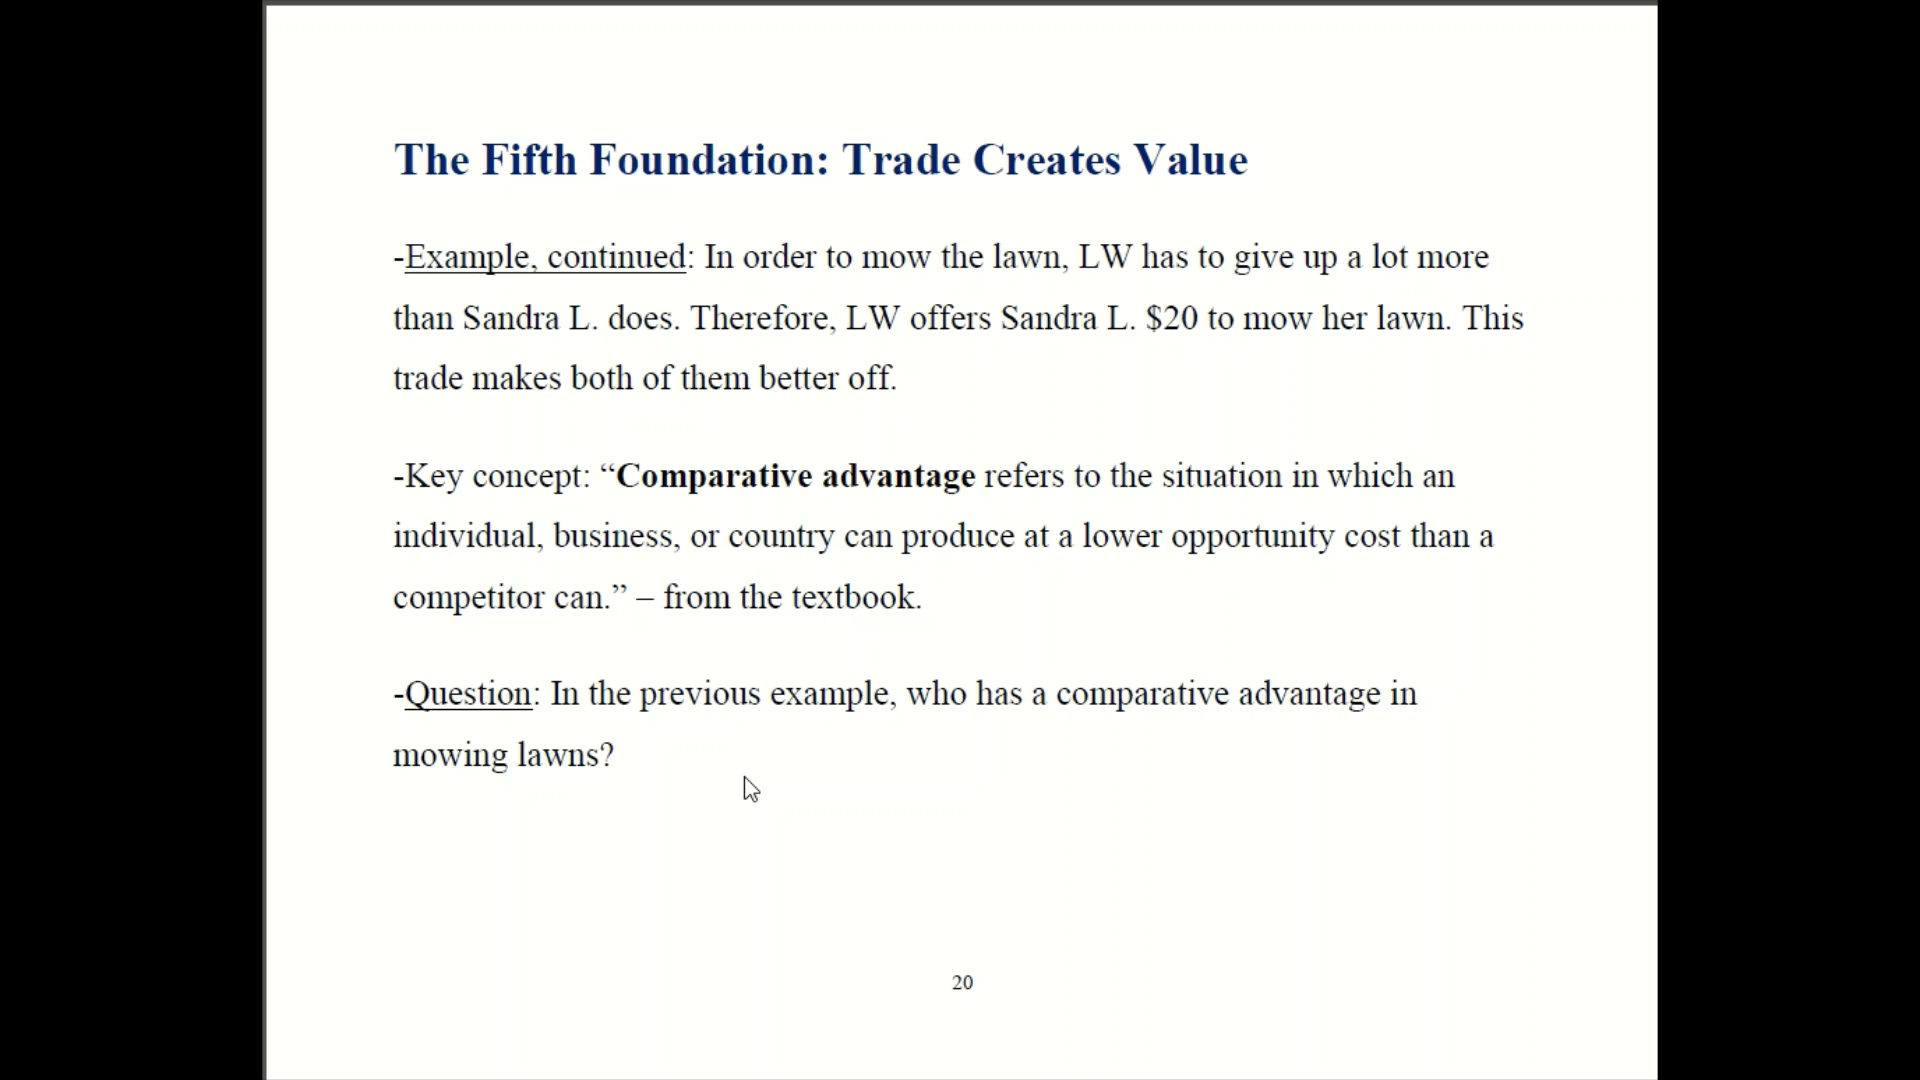 The Fifth Foundation: Trade Creates Value
-Example, continued: In order to mow the lawn, LW has to give up a lot more
than Sandra L. does. Therefore, LW offers Sandra L. $20 to mow her lawn. This
trade makes both of them better off.
-Key concept: “Comparative advantage refers to the situation in which an
individual, business, or country can produce at a lower opportunity cost than a
competitor can.” – from the textbook.
-Question: In the previous example, who has a comparative advantage in
mowing lawns?
20